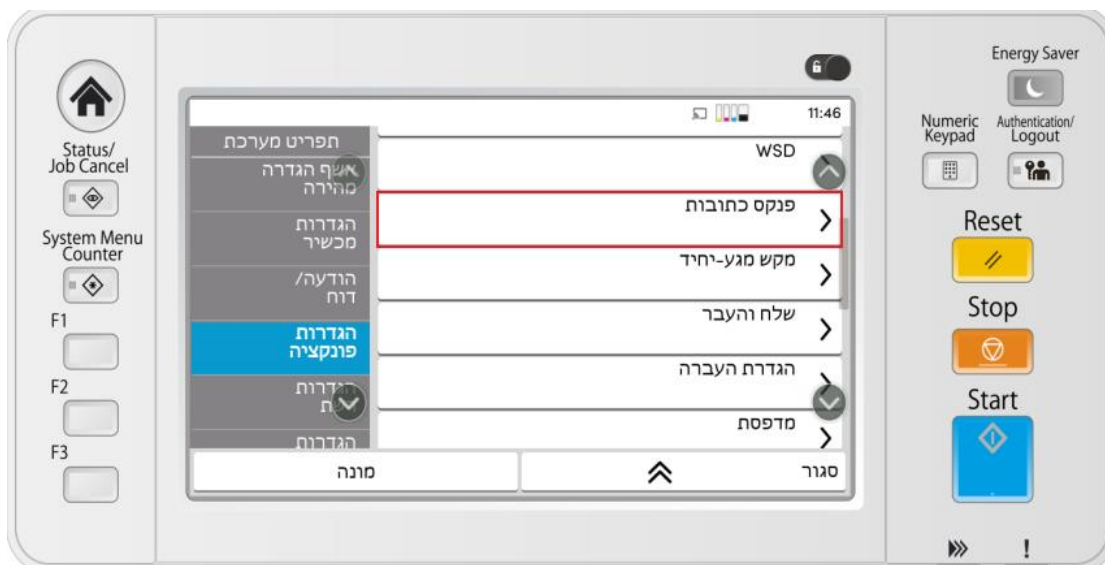 Status/
Job Cancel
System Menu
Counter
F1
F2
F3
11:46
תפריט מערכת
אשף הגדרה
מהירה
הגדרות
מכשיר
הודעה/
דוח
הגדרות
פונקציה
הגדרות
הגדרות
WSD
פנקס כתובות
מקש מגע-יחיד
שלח והעבר
הגדרת העברה
מדפסת
מונה
סגור
Energy Saver
Numeric
Keypad
Authentication/
Logout
Reset
Stop
Start